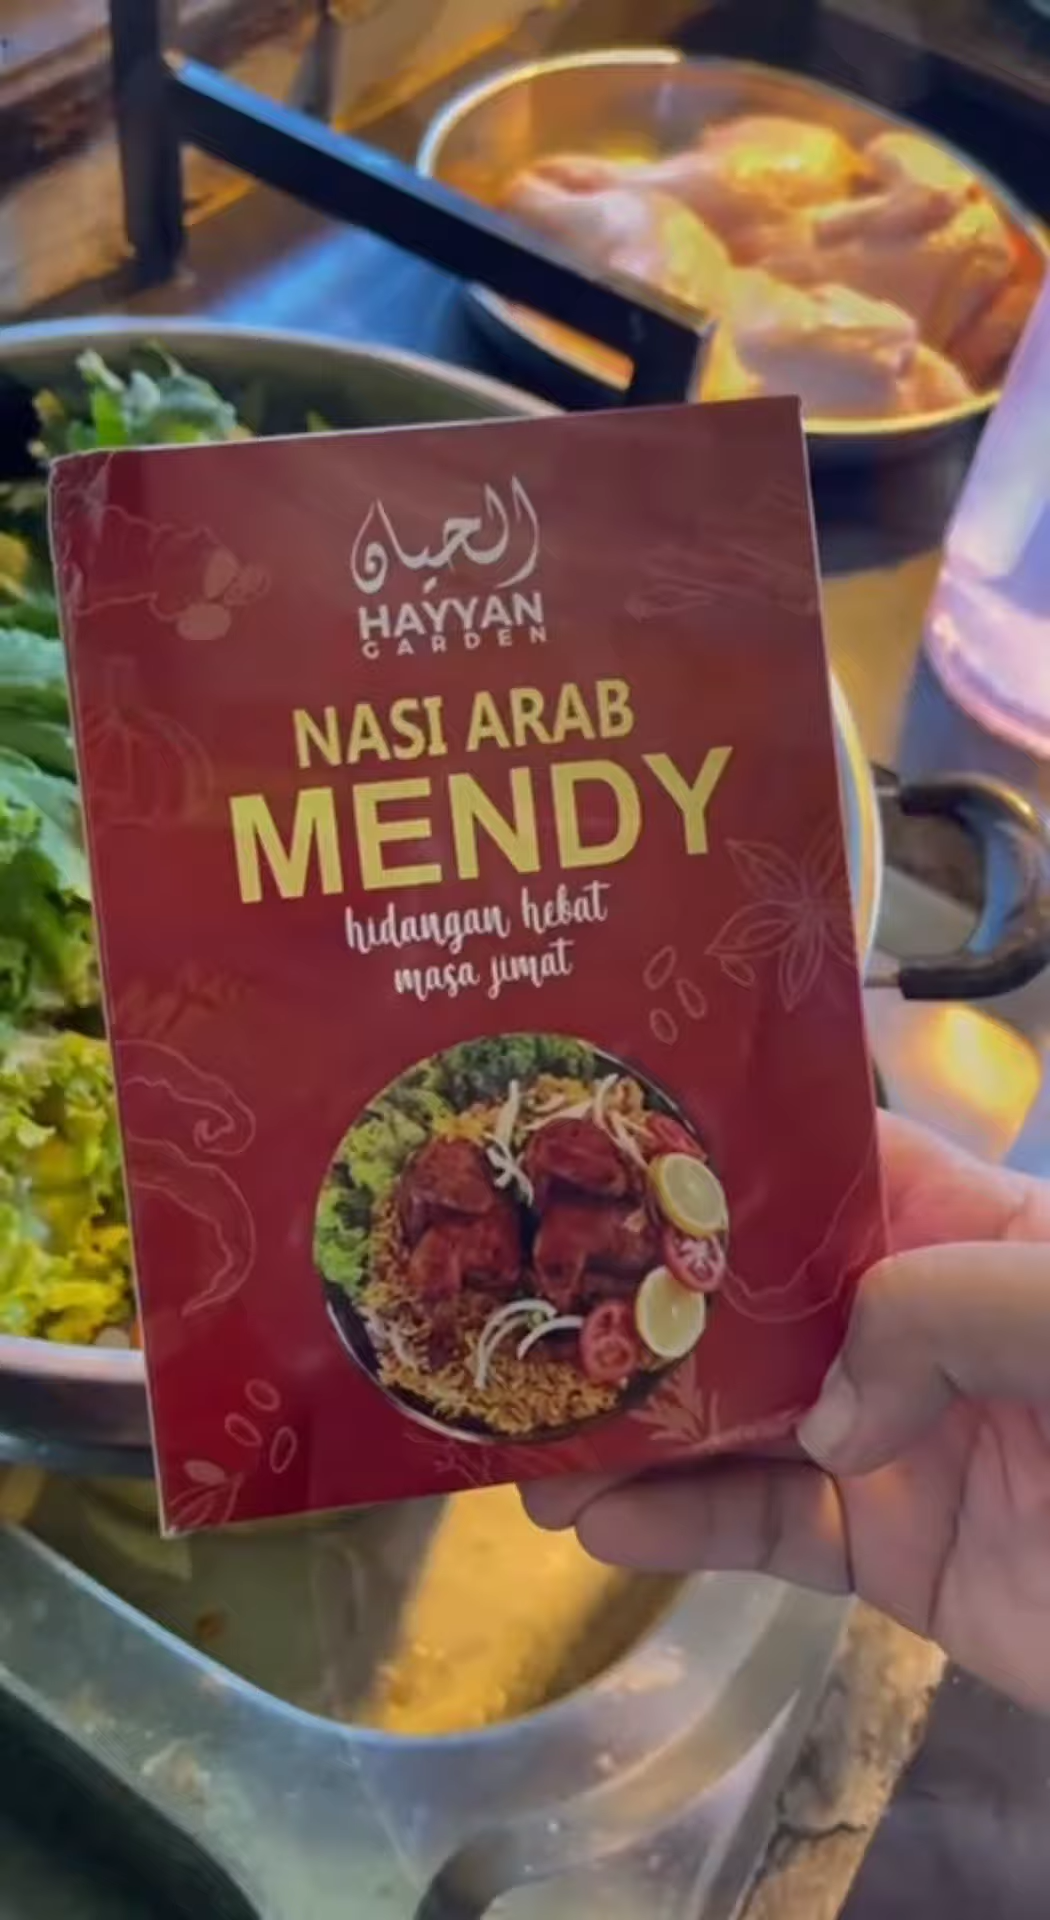 الحيان
HAYYAN
GARDEN
NASI ARAB
MENDY
hidangan hebat
masa jimat